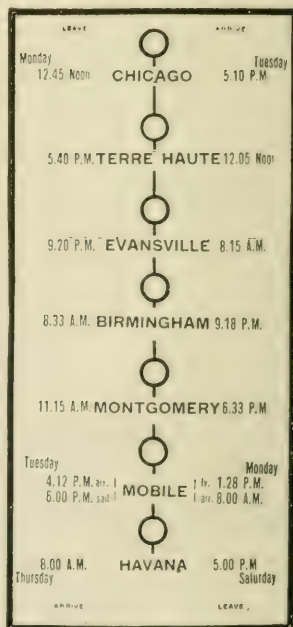 LEAVE ARRIVE
Monday Tuesday
12.45 Noon CHICAGO 5.10 P.M
5.40 P.M. TERRE HAUTE 12.05 Noon
9.20 P.M. EVANSVILLE 8.15 A.M.
8.33 A.M. BIRMINGHAM 9.18 P.M.
11.15 A.M. MONTGOMERY 6.33 P.M
Tuesday Monday
4.12 P.M. arr. lv. 1.28 P.M.
MOBILE
6.00 P.M. sail arr. 8.00 A.M.
8.00 A.M. HAVANA 5.00 P.M
Thursday Saturday
ARRIVE LEAVE